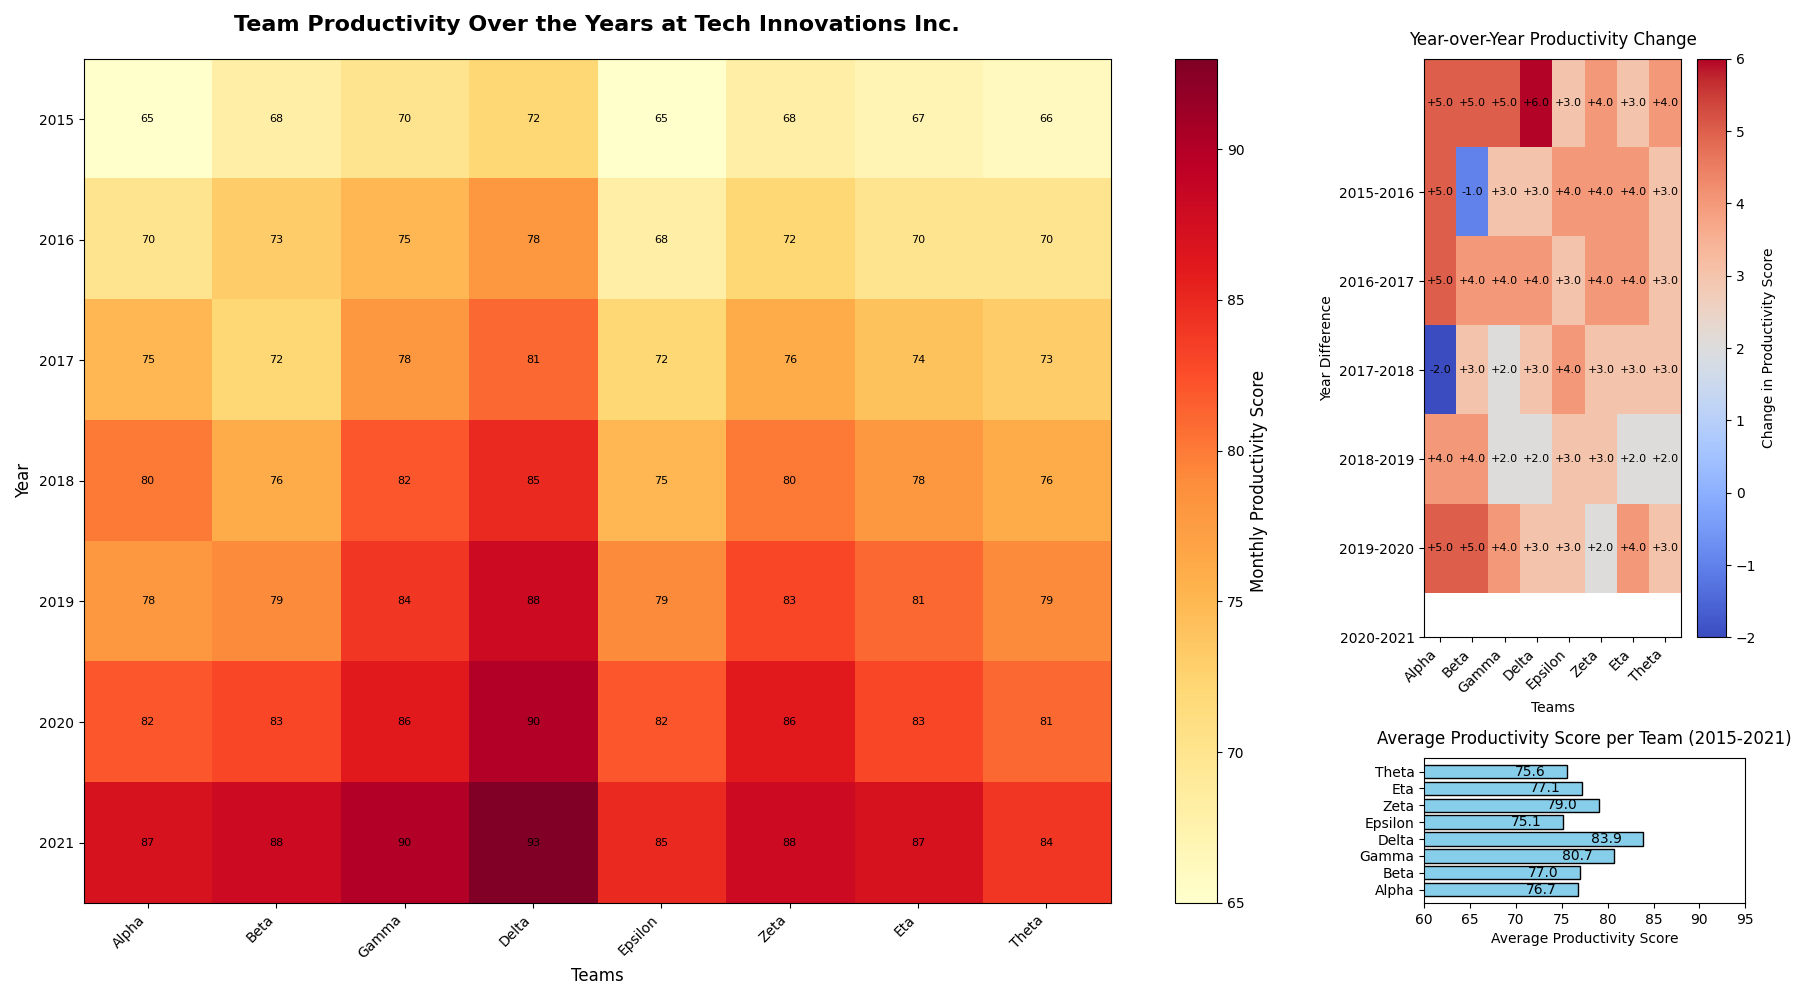 Team Productivity Over the Years at Tech Innovations Inc.
Year
2015 65 68 70 72 65 68 67 66
2016 70 73 75 78 68 72 70 70
2017 75 72 78 81 72 76 74 73
2018 80 76 82 85 75 80 78 76
2019 78 79 84 88 79 83 81 79
2020 82 83 86 90 82 86 83 81
2021 87 88 90 93 85 88 87 84
Alpha Beta Gamma Delta Epsilon Zeta Eta Theta
Teams
90
85
80
75
70
65
Monthly Productivity Score
Year-over-Year Productivity Change
Year Difference
+5.0 +5.0 +5.0 +6.0 +3.0 +4.0 +3.0 +4.0
2015-2016 +5.0 -1.0 +3.0 +3.0 +4.0 +4.0 +4.0 +3.0
2016-2017 +5.0 +4.0 +4.0 +4.0 +3.0 +4.0 +4.0 +3.0
2017-2018 -2.0 +3.0 +2.0 +3.0 +4.0 +3.0 +3.0 +3.0
2018-2019 +4.0 +4.0 +2.0 +2.0 +3.0 +3.0 +2.0 +2.0
2019-2020 +5.0 +5.0 +4.0 +3.0 +3.0 +2.0 +4.0 +3.0
2020-2021
Alpha Beta Gamma Delta Epsilon Zeta Eta Theta
Teams
6
5
4
3
2
1
0
−1
−2
Change in Productivity Score
Average Productivity Score per Team (2015-2021)
Theta 75.6
Eta 77.1
Zeta 79.0
Epsilon 75.1
Delta 83.9
Gamma 80.7
Beta 77.0
Alpha 76.7
60 65 70 75 80 85 90 95
Average Productivity Score